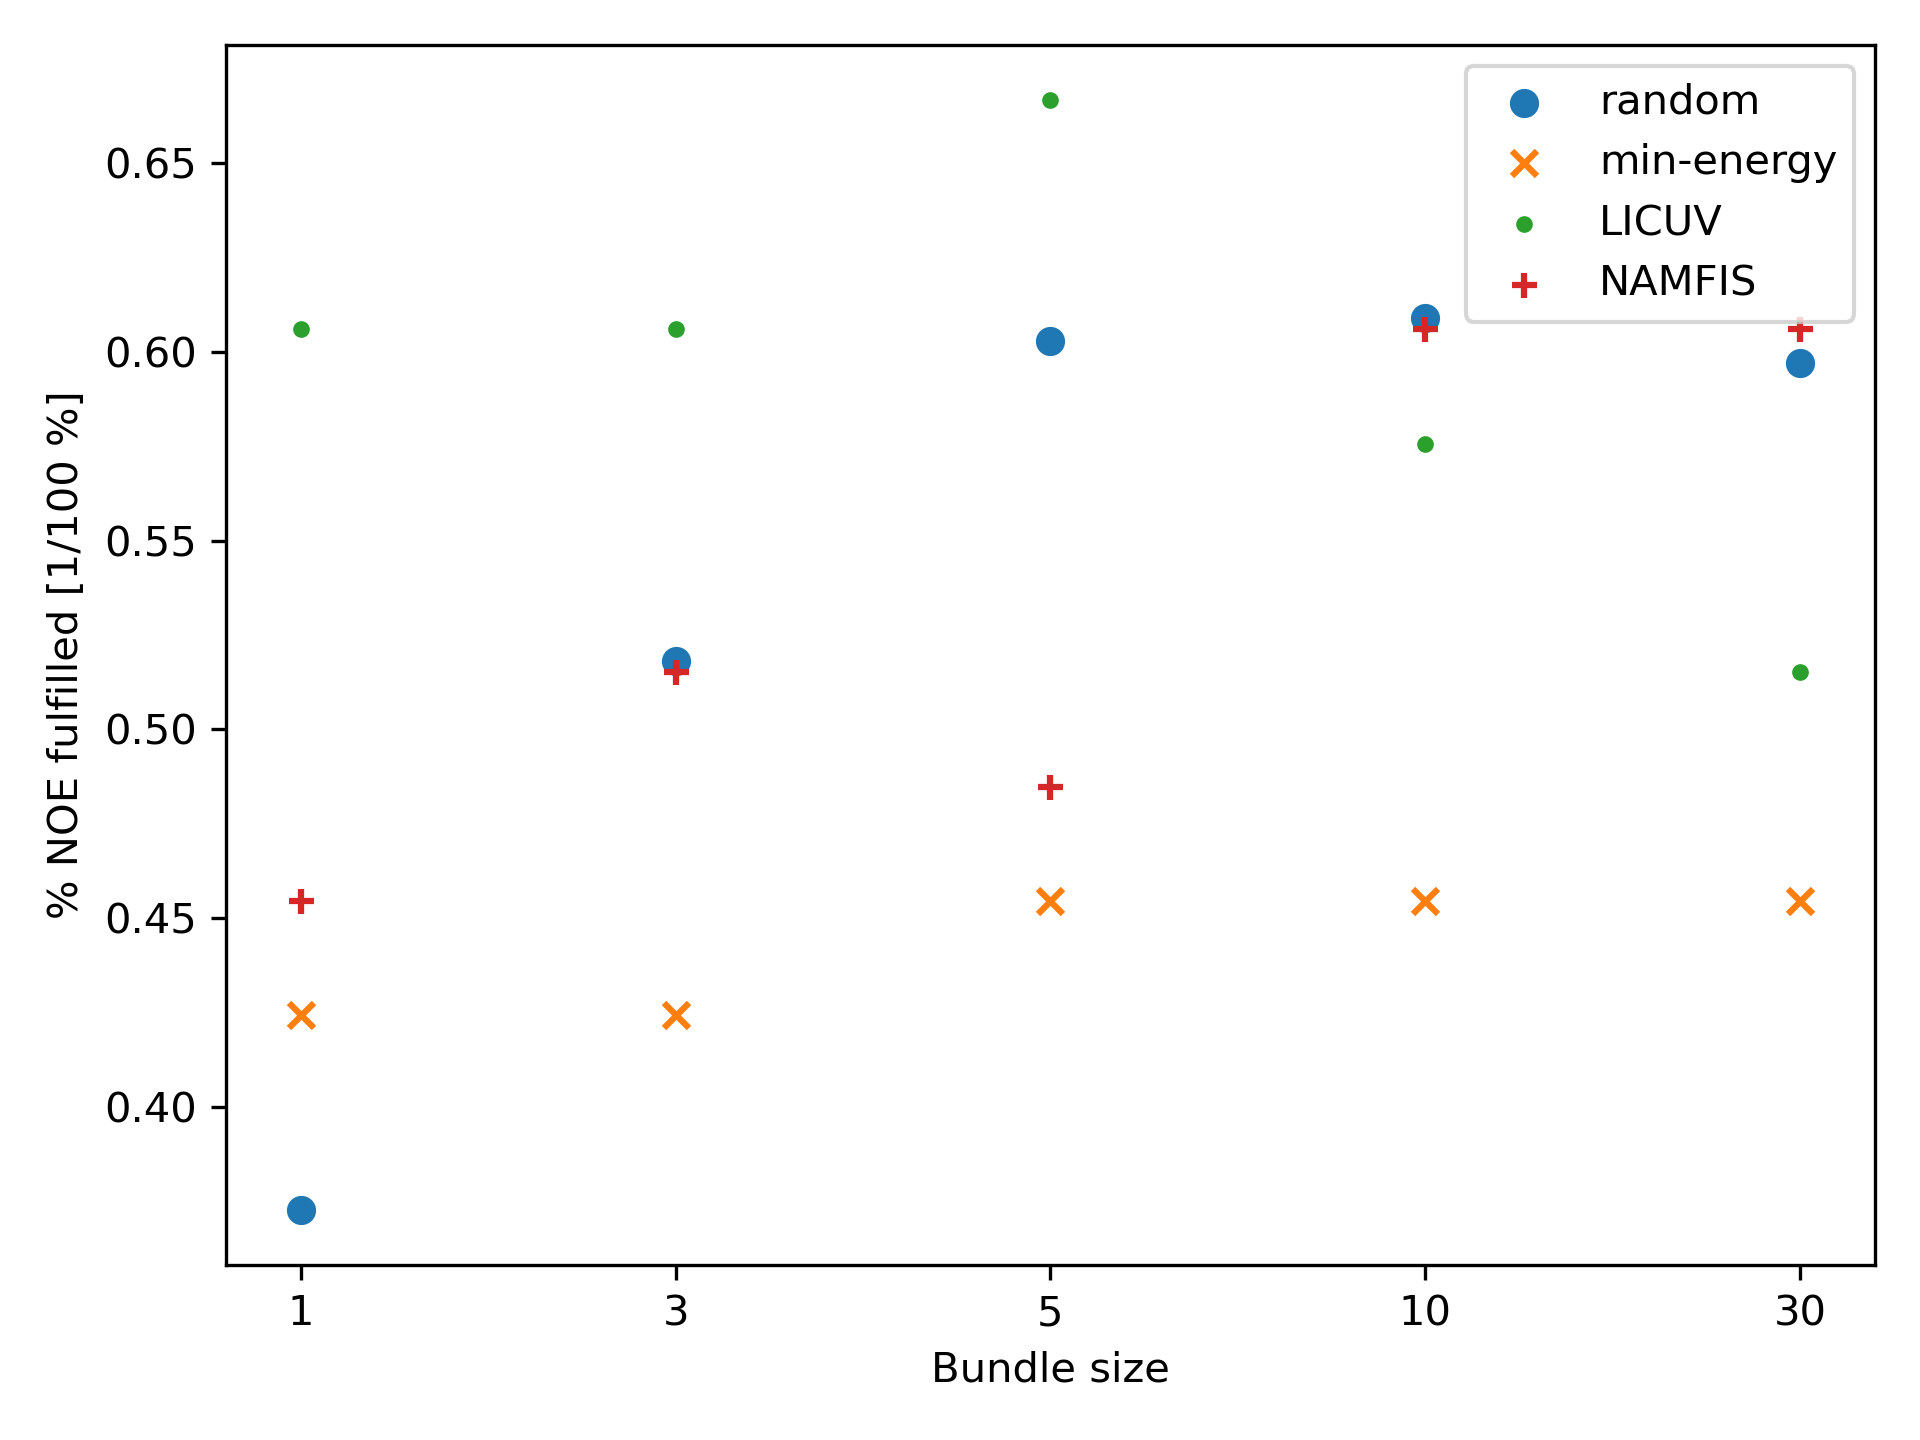 random
min-energy
LICUV
NAMFIS
0.65
0.60
0.55
0.50
0.45
0.40
% NOE fulfilled [1/100 %]
1 3 5 10 30
Bundle size